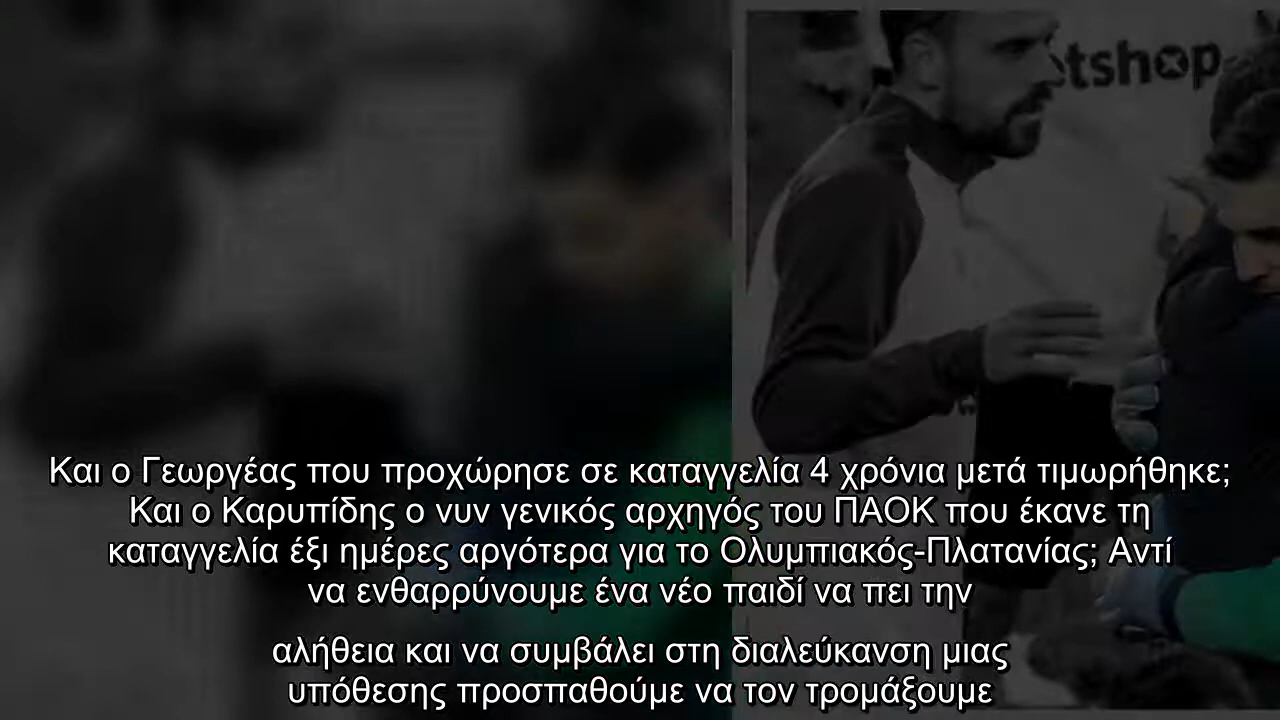 etshop
Και ο Γεωργέας που προχώρησε σε καταγγελία 4 χρόνια μετά τιμωρήθηκε;
Και ο Καρυπίδης ο νυν γενικός αρχηγός του ΠΑΟΚ που έκανε τη
καταγγελία έξι ημέρες αργότερα για το Ολυμπιακός-Πλατανίας; Αντί
να ενθαρρύνουμε ένα νέο παιδί να πει την
αλήθεια και να συμβάλει στη διαλεύκανση μιας
υπόθεσης προσπαθούμε να τον τρομάξουμε